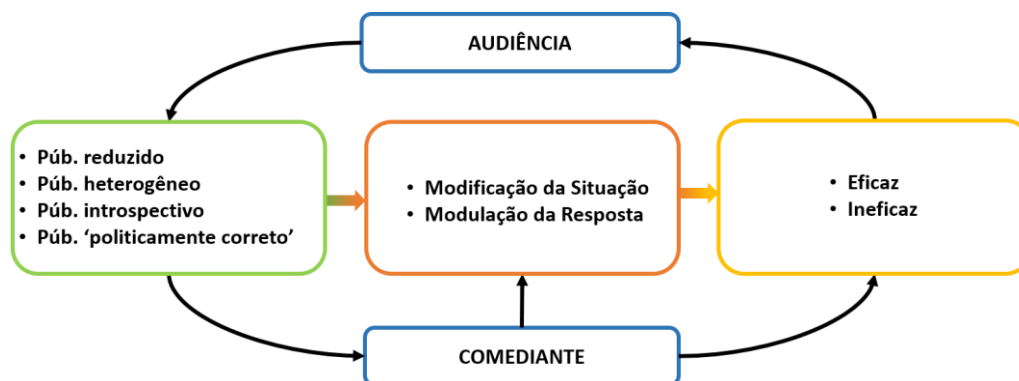 AUDIÊNCIA
• Púb. reduzido
• Púb. heterogêneo
• Púb. introspectivo
• Púb. ‘politicamente correto’
• Modificação da Situação
• Modulação da Resposta
• Eficaz
• Ineficaz
COMEDIANTE